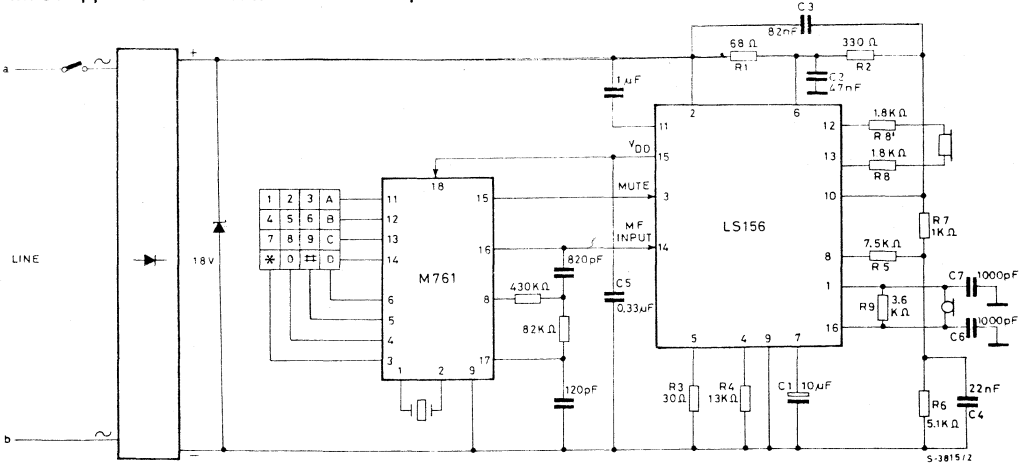 C3
82nF
+
68 Ω
R1
330 Ω
R2
C2
47nF
a
1 µF
11
2
6
12
1.8KΩ
R8'
VDD
15
13
1.8KΩ
R8
18
MUTE
3
10
1 2 3 A
4 5 6 B
7 8 9 C
* 0 # D
11
12
13
14
15
16
MF
INPUT
14
LS156
R7
1KΩ
LINE
18V
M761
820pF
8
7.5KΩ
R5
C7
1000pF
6
5
4
3
8
430KΩ
C5
0,33µF
1
R9
3.6
KΩ
82KΩ
16
C6
1000pF
17
1
2
9
120pF
5
4
9
7
R3
30Ω
R4
13KΩ
C1
10µF
R6
5.1KΩ
22nF
C4
b
−
S-3815/2